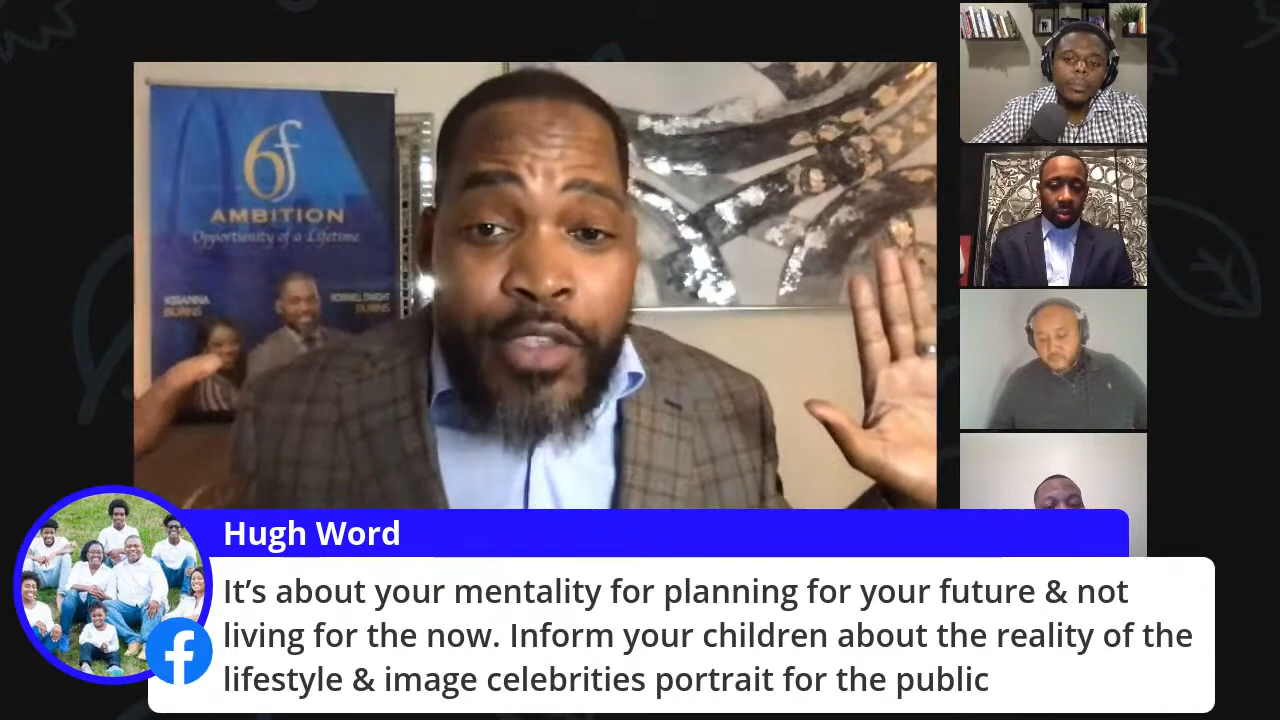 6f
AMBITION
Opportunity of a Lifetime
BURNS
BURNS
Hugh Word
It’s about your mentality for planning for your future & not
living for the now. Inform your children about the reality of the
lifestyle & image celebrities portrait for the public